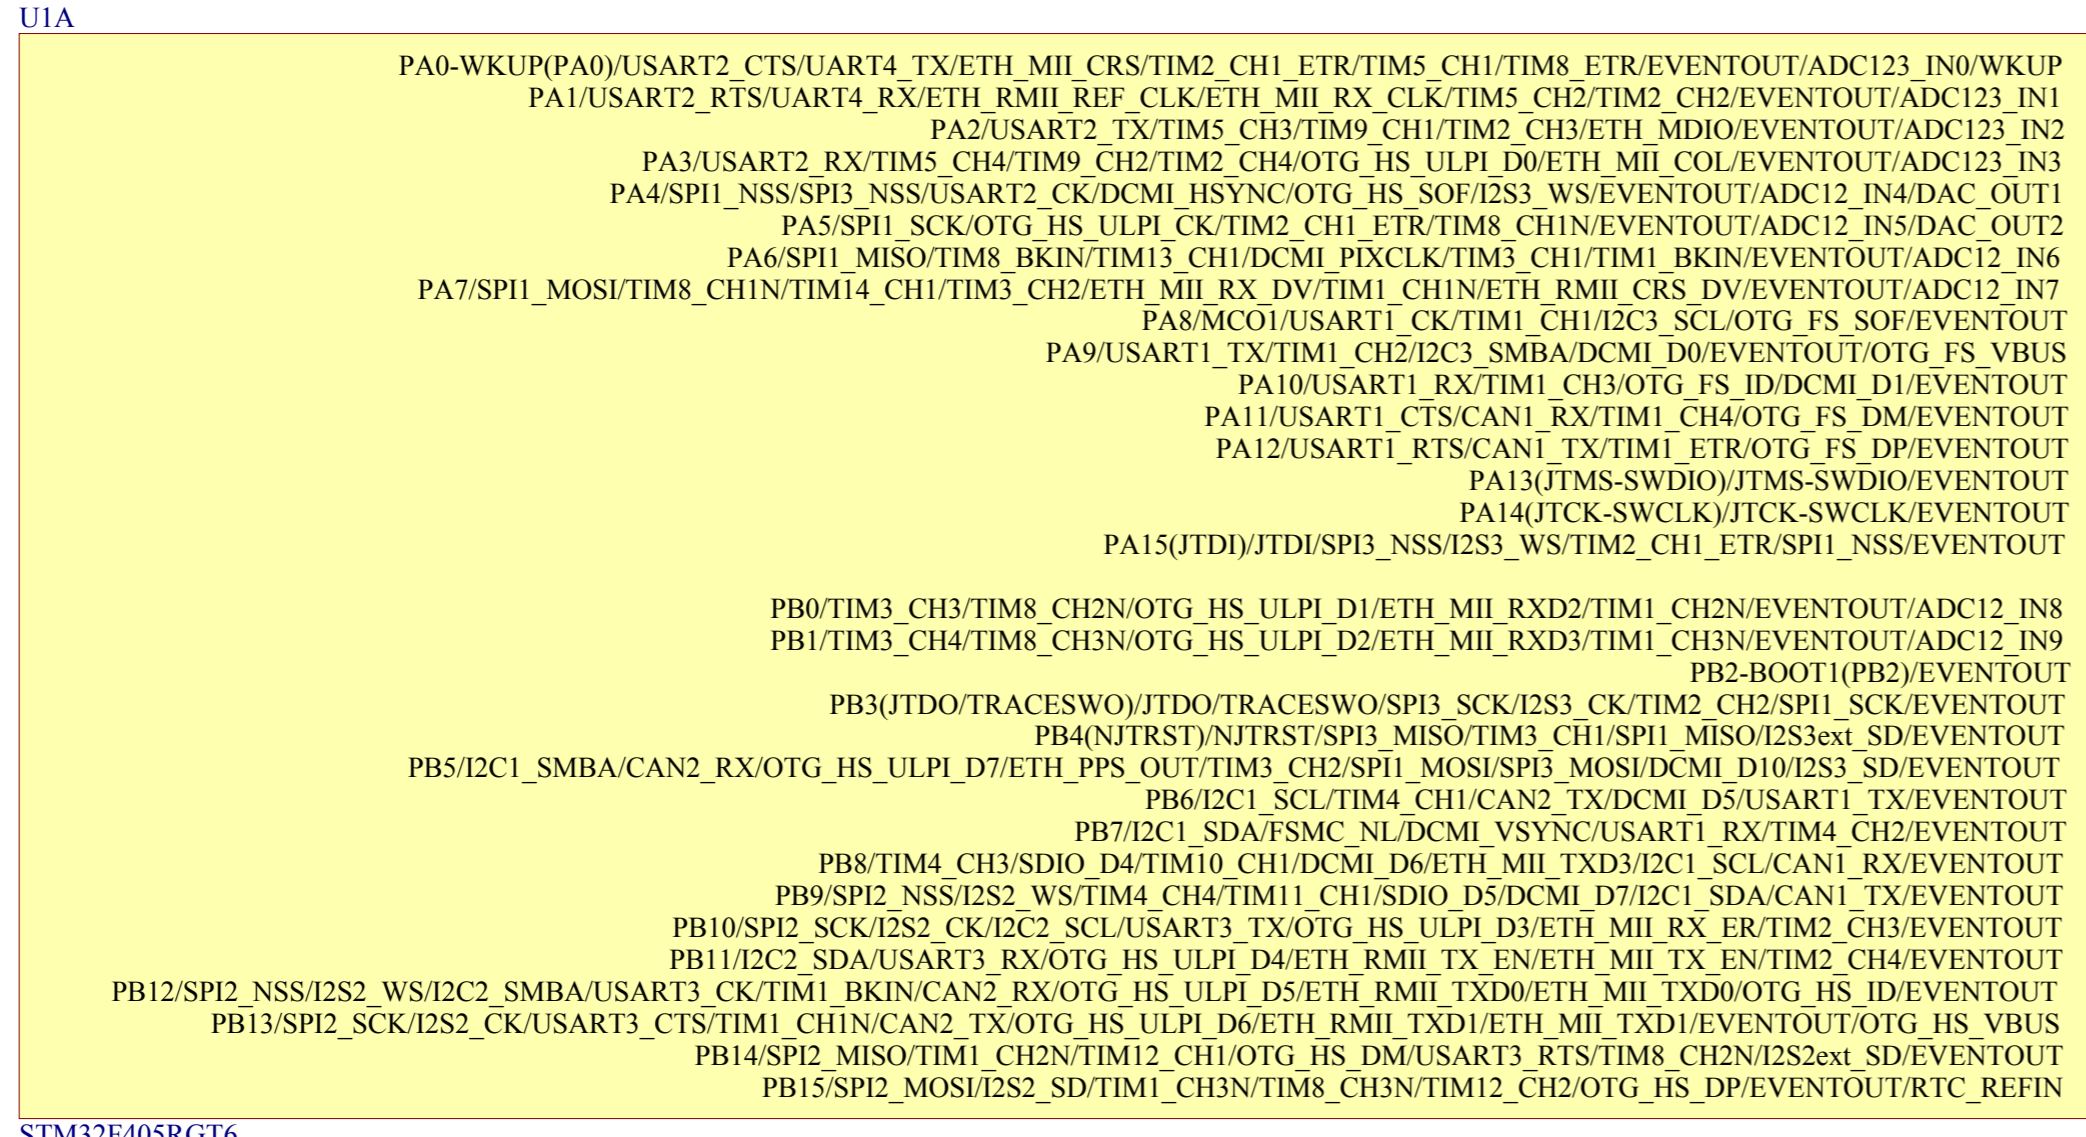 U1A
PA0-WKUP(PA0)/USART2_CTS/UART4_TX/ETH_MII_CRS/TIM2_CH1_ETR/TIM5_CH1/TIM8_ETR/EVENTOUT/ADC123_IN0/WKUP
PA1/USART2_RTS/UART4_RX/ETH_RMII_REF_CLK/ETH_MII_RX_CLK/TIM5_CH2/TIM2_CH2/EVENTOUT/ADC123_IN1
PA2/USART2_TX/TIM5_CH3/TIM9_CH1/TIM2_CH3/ETH_MDIO/EVENTOUT/ADC123_IN2
PA3/USART2_RX/TIM5_CH4/TIM9_CH2/TIM2_CH4/OTG_HS_ULPI_D0/ETH_MII_COL/EVENTOUT/ADC123_IN3
PA4/SPI1_NSS/SPI3_NSS/USART2_CK/DCMI_HSYNC/OTG_HS_SOF/I2S3_WS/EVENTOUT/ADC12_IN4/DAC_OUT1
PA5/SPI1_SCK/OTG_HS_ULPI_CK/TIM2_CH1_ETR/TIM8_CH1N/EVENTOUT/ADC12_IN5/DAC_OUT2
PA6/SPI1_MISO/TIM8_BKIN/TIM13_CH1/DCMI_PIXCLK/TIM3_CH1/TIM1_BKIN/EVENTOUT/ADC12_IN6
PA7/SPI1_MOSI/TIM8_CH1N/TIM14_CH1/TIM3_CH2/ETH_MII_RX_DV/TIM1_CH1N/ETH_RMII_CRS_DV/EVENTOUT/ADC12_IN7
PA8/MCO1/USART1_CK/TIM1_CH1/I2C3_SCL/OTG_FS_SOF/EVENTOUT
PA9/USART1_TX/TIM1_CH2/I2C3_SMBA/DCMI_D0/EVENTOUT/OTG_FS_VBUS
PA10/USART1_RX/TIM1_CH3/OTG_FS_ID/DCMI_D1/EVENTOUT
PA11/USART1_CTS/CAN1_RX/TIM1_CH4/OTG_FS_DM/EVENTOUT
PA12/USART1_RTS/CAN1_TX/TIM1_ETR/OTG_FS_DP/EVENTOUT
PA13(JTMS-SWDIO)/JTMS-SWDIO/EVENTOUT
PA14(JTCK-SWCLK)/JTCK-SWCLK/EVENTOUT
PA15(JTDI)/JTDI/SPI3_NSS/I2S3_WS/TIM2_CH1_ETR/SPI1_NSS/EVENTOUT
PB0/TIM3_CH3/TIM8_CH2N/OTG_HS_ULPI_D1/ETH_MII_RXD2/TIM1_CH2N/EVENTOUT/ADC12_IN8
PB1/TIM3_CH4/TIM8_CH3N/OTG_HS_ULPI_D2/ETH_MII_RXD3/TIM1_CH3N/EVENTOUT/ADC12_IN9
PB2-BOOT1(PB2)/EVENTOUT
PB3(JTDO/TRACESWO)/JTDO/TRACESWO/SPI3_SCK/I2S3_CK/TIM2_CH2/SPI1_SCK/EVENTOUT
PB4(NJTRST)/NJTRST/SPI3_MISO/TIM3_CH1/SPI1_MISO/I2S3ext_SD/EVENTOUT
PB5/I2C1_SMBA/CAN2_RX/OTG_HS_ULPI_D7/ETH_PPS_OUT/TIM3_CH2/SPI1_MOSI/SPI3_MOSI/DCMI_D10/I2S3_SD/EVENTOUT
PB6/I2C1_SCL/TIM4_CH1/CAN2_TX/DCMI_D5/USART1_TX/EVENTOUT
PB7/I2C1_SDA/FSMC_NL/DCMI_VSYNC/USART1_RX/TIM4_CH2/EVENTOUT
PB8/TIM4_CH3/SDIO_D4/TIM10_CH1/DCMI_D6/ETH_MII_TXD3/I2C1_SCL/CAN1_RX/EVENTOUT
PB9/SPI2_NSS/I2S2_WS/TIM4_CH4/TIM11_CH1/SDIO_D5/DCMI_D7/I2C1_SDA/CAN1_TX/EVENTOUT
PB10/SPI2_SCK/I2S2_CK/I2C2_SCL/USART3_TX/OTG_HS_ULPI_D3/ETH_MII_RX_ER/TIM2_CH3/EVENTOUT
PB11/I2C2_SDA/USART3_RX/OTG_HS_ULPI_D4/ETH_RMII_TX_EN/ETH_MII_TX_EN/TIM2_CH4/EVENTOUT
PB12/SPI2_NSS/I2S2_WS/I2C2_SMBA/USART3_CK/TIM1_BKIN/CAN2_RX/OTG_HS_ULPI_D5/ETH_RMII_TXD0/ETH_MII_TXD0/OTG_HS_ID/EVENTOUT
PB13/SPI2_SCK/I2S2_CK/USART3_CTS/TIM1_CH1N/CAN2_TX/OTG_HS_ULPI_D6/ETH_RMII_TXD1/ETH_MII_TXD1/EVENTOUT/OTG_HS_VBUS
PB14/SPI2_MISO/TIM1_CH2N/TIM12_CH1/OTG_HS_DM/USART3_RTS/TIM8_CH2N/I2S2ext_SD/EVENTOUT
PB15/SPI2_MOSI/I2S2_SD/TIM1_CH3N/TIM8_CH3N/TIM12_CH2/OTG_HS_DP/EVENTOUT/RTC_REFIN
STM32F405RGT6